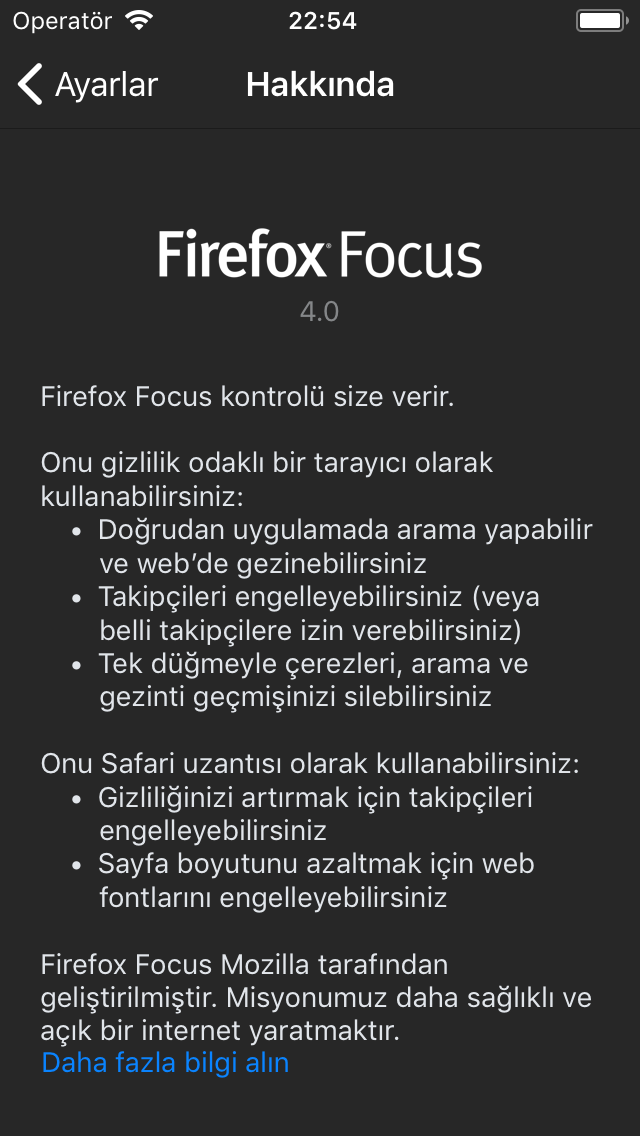 Operatör 22:54
Ayarlar Hakkında
Firefox Focus
4.0
Firefox Focus kontrolü size verir.
Onu gizlilik odaklı bir tarayıcı olarak
kullanabilirsiniz:
• Doğrudan uygulamada arama yapabilir
ve web’de gezinebilirsiniz
• Takipçileri engelleyebilirsiniz (veya
belli takipçilere izin verebilirsiniz)
• Tek düğmeyle çerezleri, arama ve
gezinti geçmişinizi silebilirsiniz
Onu Safari uzantısı olarak kullanabilirsiniz:
• Gizliliğinizi artırmak için takipçileri
engelleyebilirsiniz
• Sayfa boyutunu azaltmak için web
fontlarını engelleyebilirsiniz
Firefox Focus Mozilla tarafından
geliştirilmiştir. Misyonumuz daha sağlıklı ve
açık bir internet yaratmaktır.
Daha fazla bilgi alın